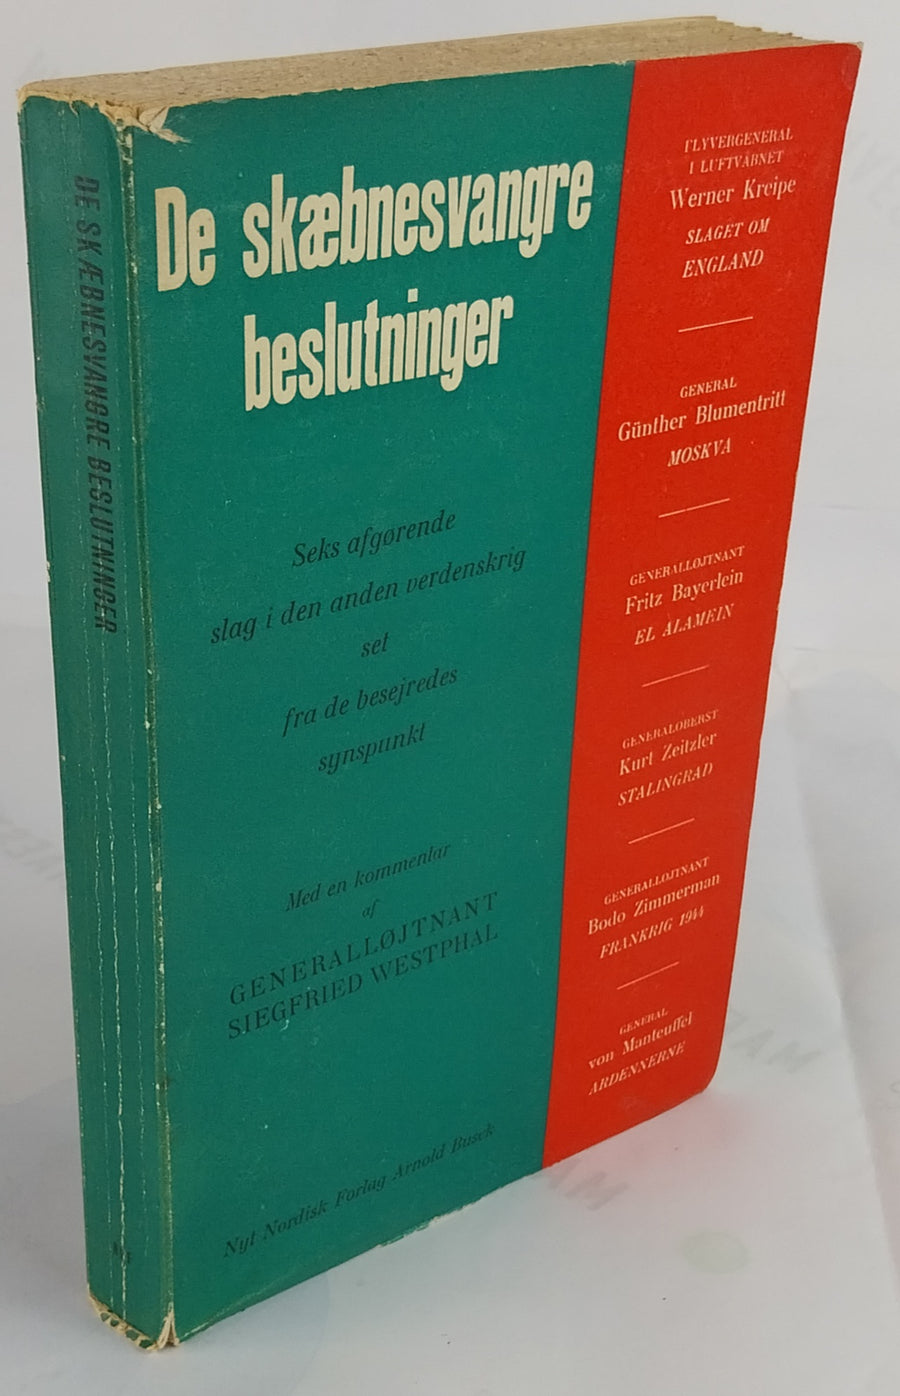 DE SKÆBNESVANGRE BESLUTNINGER
De skæbnesvangre
beslutninger
Seks afgørende
slag i den anden verdenskrig
set
fra de besejredes
synspunkt
Med en kommentar
af
GENERALLØJTNANT
SIEGFRIED WESTPHAL
Nyt Nordisk Forlag Arnold Busck
FLYVERGENERAL
I LUFTVÅBNET
Werner Kreipe
SLAGET OM
ENGLAND
GENERAL
Günther Blumentritt
MOSKVA
GENERALLØJTNANT
Fritz Bayerlein
EL ALAMEIN
GENERALOBERST
Kurt Zeitzler
STALINGRAD
GENERALLØJTNANT
Bodo Zimmerman
FRANKRIG 1944
GENERAL
von Manteuffel
ARDENNERNE